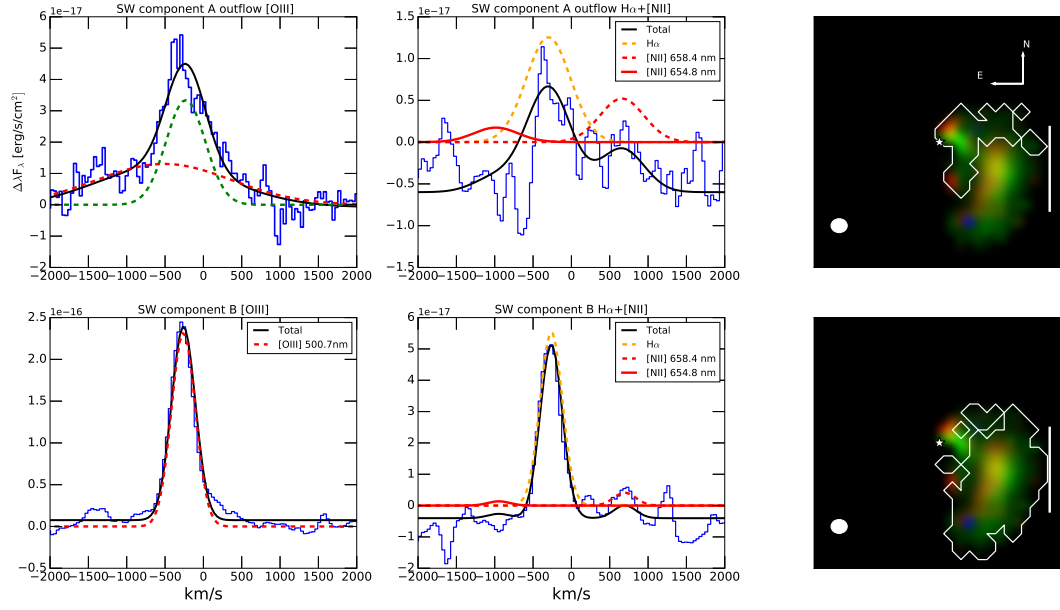 SW component A outflow [OIII]
6 1e−17
5
4
3
2
1
0
−1
−2
−2000 −1500 −1000 −500 0 500 1000 1500 2000
ΔλFλ [erg/s/cm²]
SW component A outflow Hα+[NII]
1.5 1e−17
1.0
0.5
0.0
−0.5
−1.0
−1.5
−2000 −1500 −1000 −500 0 500 1000 1500 2000
Total
Hα
[NII] 658.4 nm
[NII] 654.8 nm
N
E
SW component B [OIII]
2.5 1e−16
2.0
1.5
1.0
0.5
0.0
−0.5
−2000 −1500 −1000 −500 0 500 1000 1500 2000
km/s
Total
[OIII] 500.7nm
SW component B Hα+[NII]
6 1e−17
5
4
3
2
1
0
−1
−2
−2000 −1500 −1000 −500 0 500 1000 1500 2000
km/s
Total
Hα
[NII] 658.4 nm
[NII] 654.8 nm